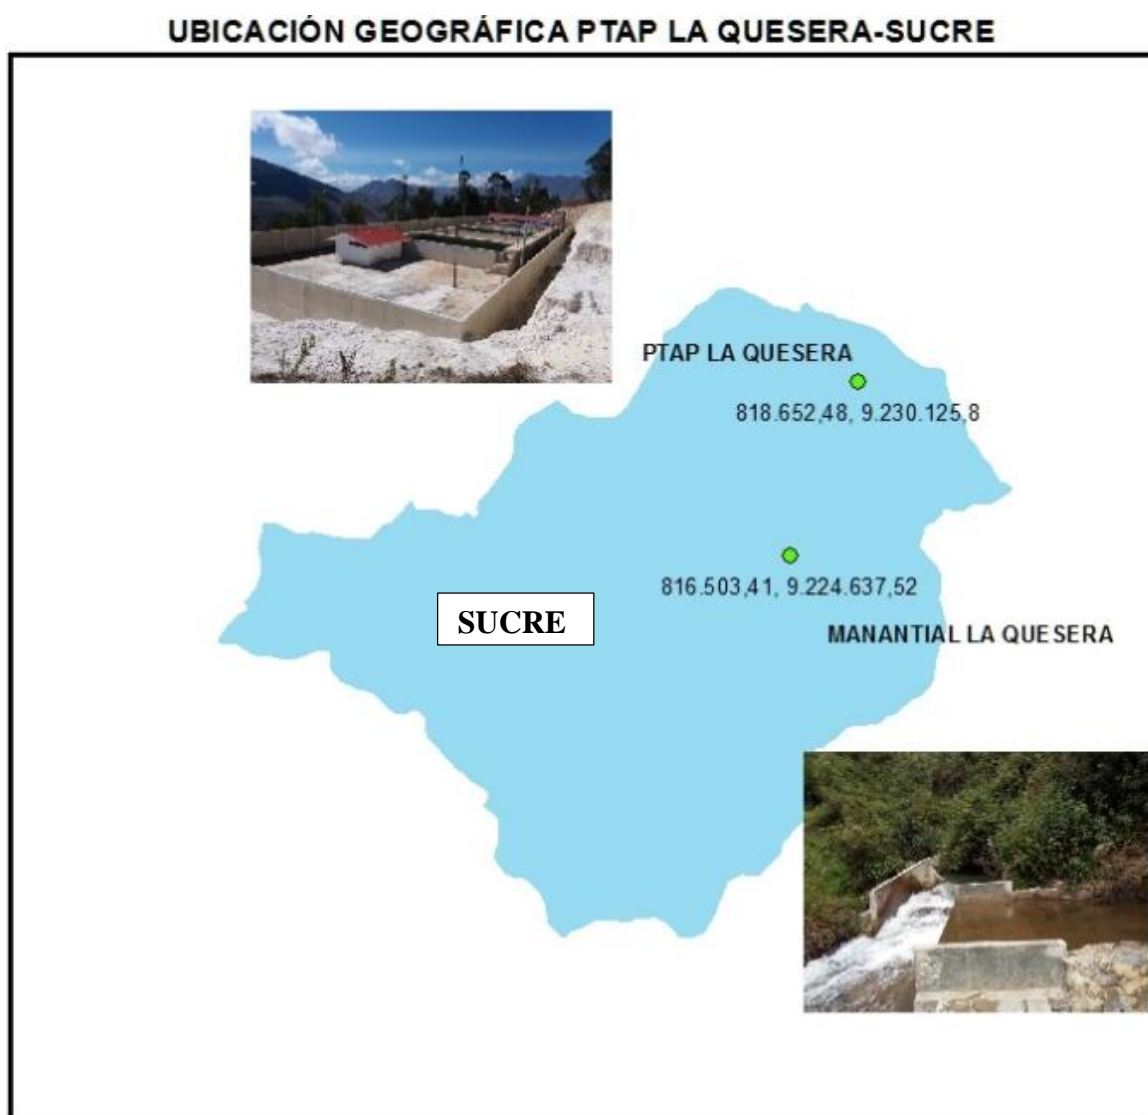 UBICACIÓN GEOGRÁFICA PTAP LA QUESERA-SUCRE
PTAP LA QUESERA
818.652,48, 9.230.125,8
816.503,41, 9.224.637,52
SUCRE
MANANTIAL LA QUESERA